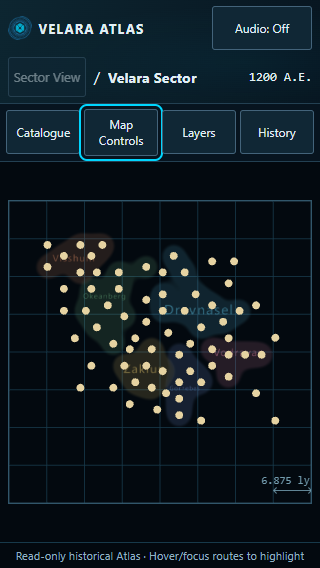 VELARA ATLAS
Audio: Off
Sector View / Velara Sector
1200 A.E.
Catalogue
Map
Controls
Layers
History
6.875 ly
Read-only historical Atlas · Hover/focus routes to highlight